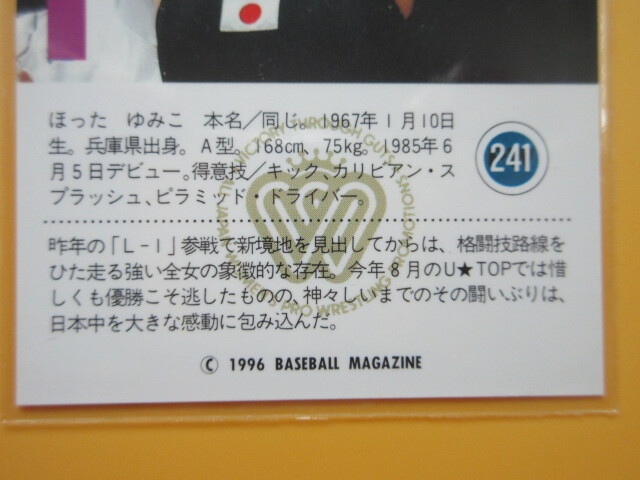 ほった ゆみこ 本名／同じ。1967年1月10日
生。兵庫県出身。A型。168cm、75kg。1985年6
月5日デビュー。得意技／キック、カリビアン・ス
プラッシュ、ピラミッド・ドライバー。
241
昨年の「L-1」参戦で新境地を見出してからは、格闘技路線を
ひた走る強い全女の象徴的な存在。今年8月のU★TOPでは惜
しくも優勝こそ逃したものの、神々しいまでのその闘いぶりは、
日本中を大きな感動に包み込んだ。
© 1996 BASEBALL MAGAZINE